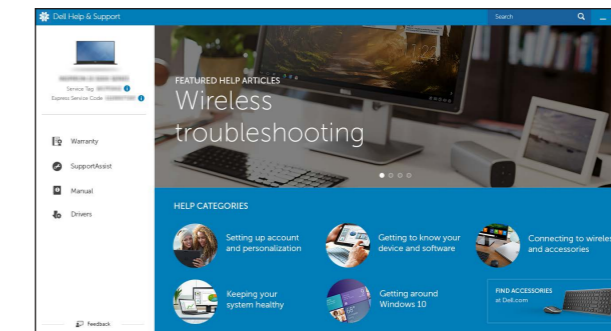 Dell Help & Support
Search
Service Tag
Express Service Code
Warranty
SupportAssist
Manual
Drivers
Feedback
FEATURED HELP ARTICLES
Wireless
troubleshooting
HELP CATEGORIES
Setting up account
and personalization
Getting to know your
device and software
Connecting to wireles
and accessories
Keeping your
system healthy
Getting around
Windows 10
FIND ACCESSORIES
at Dell.com